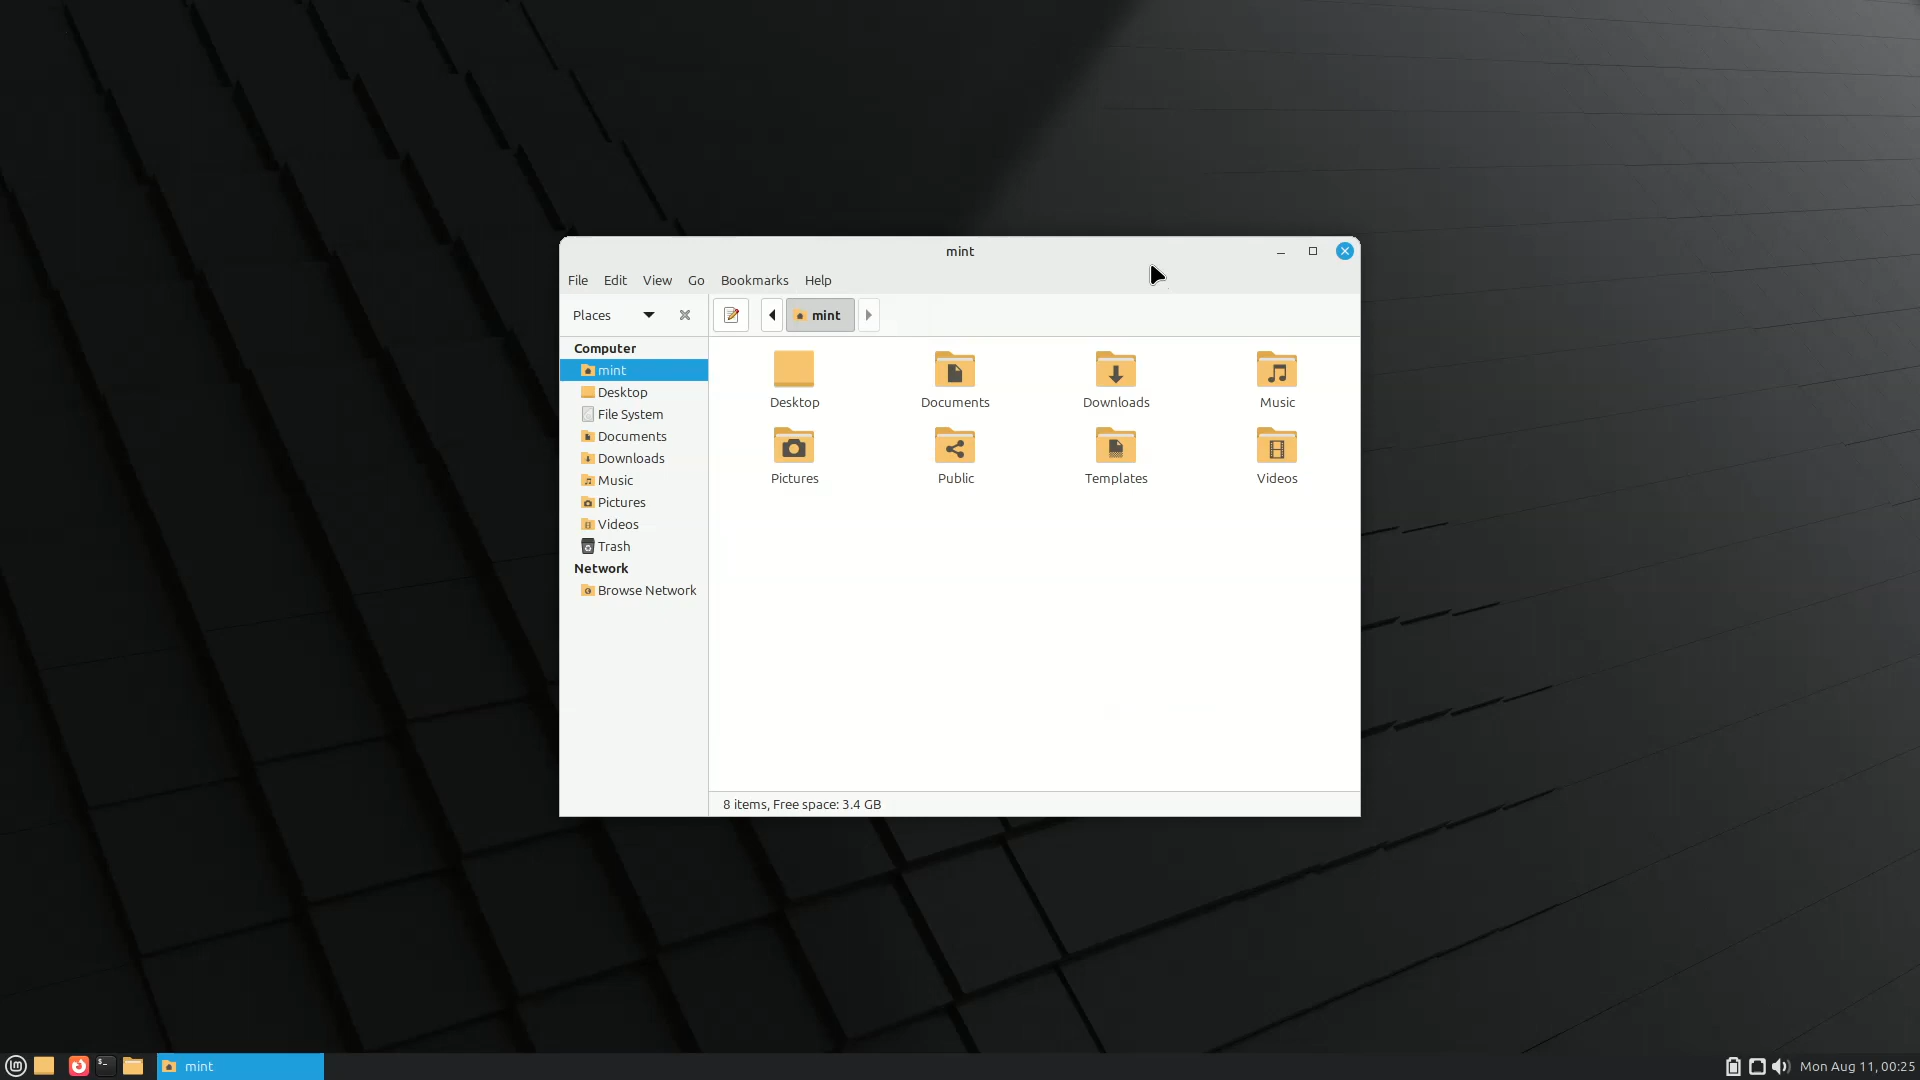 mint
File Edit View Go Bookmarks Help
Places
mint
Computer
mint
Desktop
File System
Documents
Downloads
Music
Pictures
Videos
Trash
Network
Browse Network
Desktop Documents Downloads Music
Pictures Public Templates Videos
8 items, Free space: 3.4 GB
mint
Mon Aug 11, 00:25